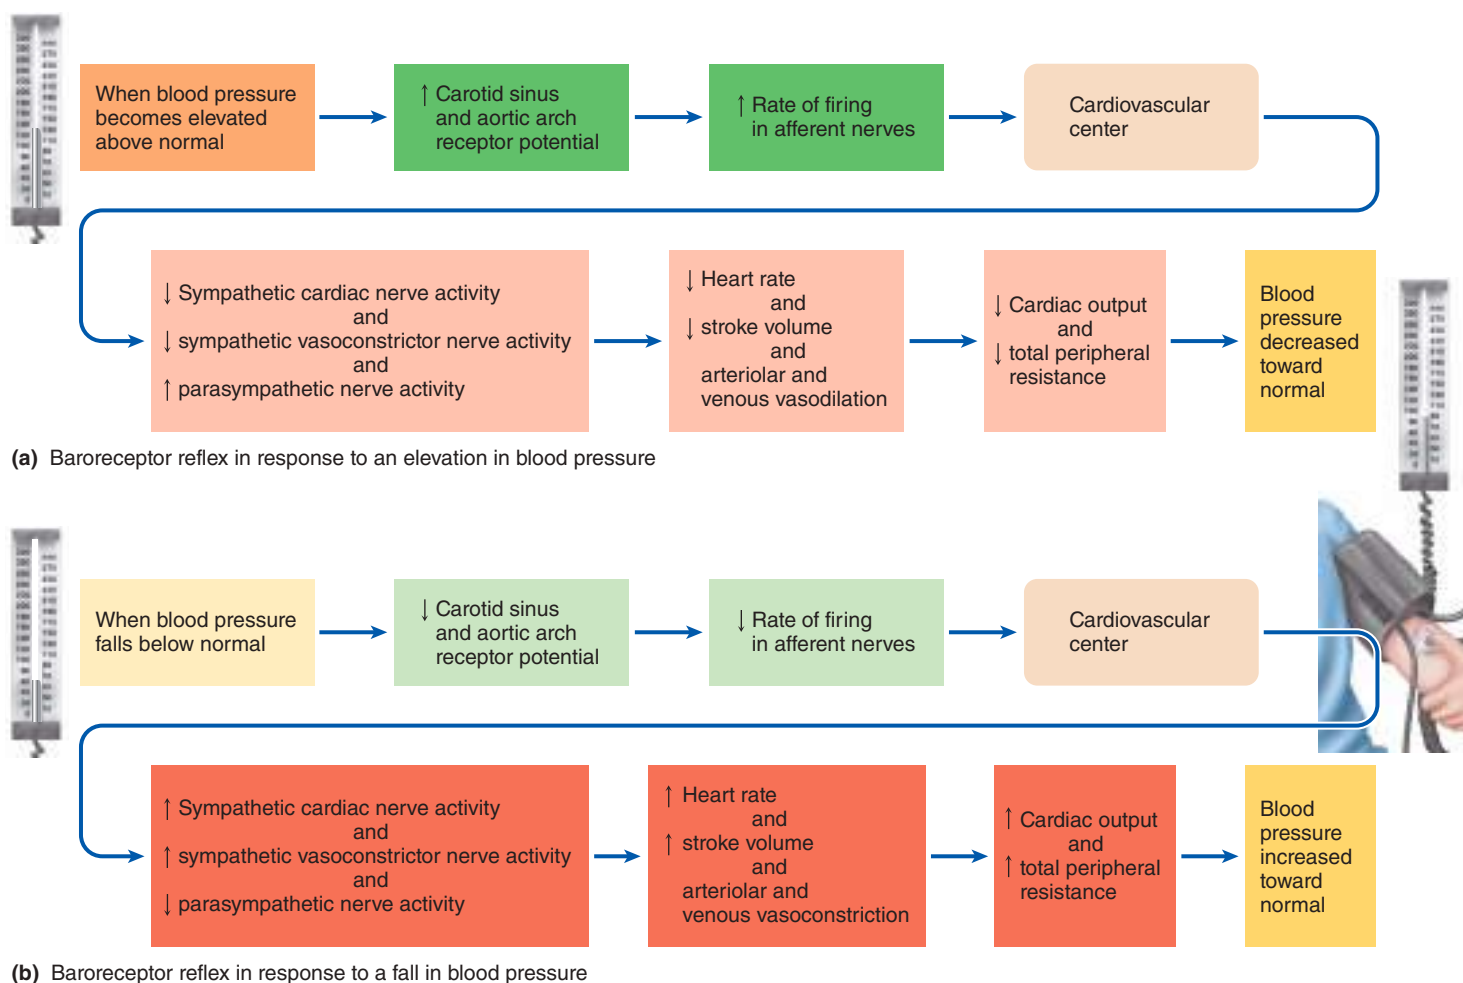 When blood pressure
becomes elevated
above normal
↑ Carotid sinus
and aortic arch
receptor potential
↑ Rate of firing
in afferent nerves
Cardiovascular
center
↓ Sympathetic cardiac nerve activity
and
↓ sympathetic vasoconstrictor nerve activity
and
↑ parasympathetic nerve activity
↓ Heart rate
and
↓ stroke volume
and
arteriolar and
venous vasodilation
↓ Cardiac output
and
↓ total peripheral
resistance
Blood
pressure
decreased
toward
normal
(a) Baroreceptor reflex in response to an elevation in blood pressure
When blood pressure
falls below normal
↓ Carotid sinus
and aortic arch
receptor potential
↓ Rate of firing
in afferent nerves
Cardiovascular
center
↑ Sympathetic cardiac nerve activity
and
↑ sympathetic vasoconstrictor nerve activity
and
↓ parasympathetic nerve activity
↑ Heart rate
and
↑ stroke volume
and
arteriolar and
venous vasoconstriction
↑ Cardiac output
and
↑ total peripheral
resistance
Blood
pressure
increased
toward
normal
(b) Baroreceptor reflex in response to a fall in blood pressure